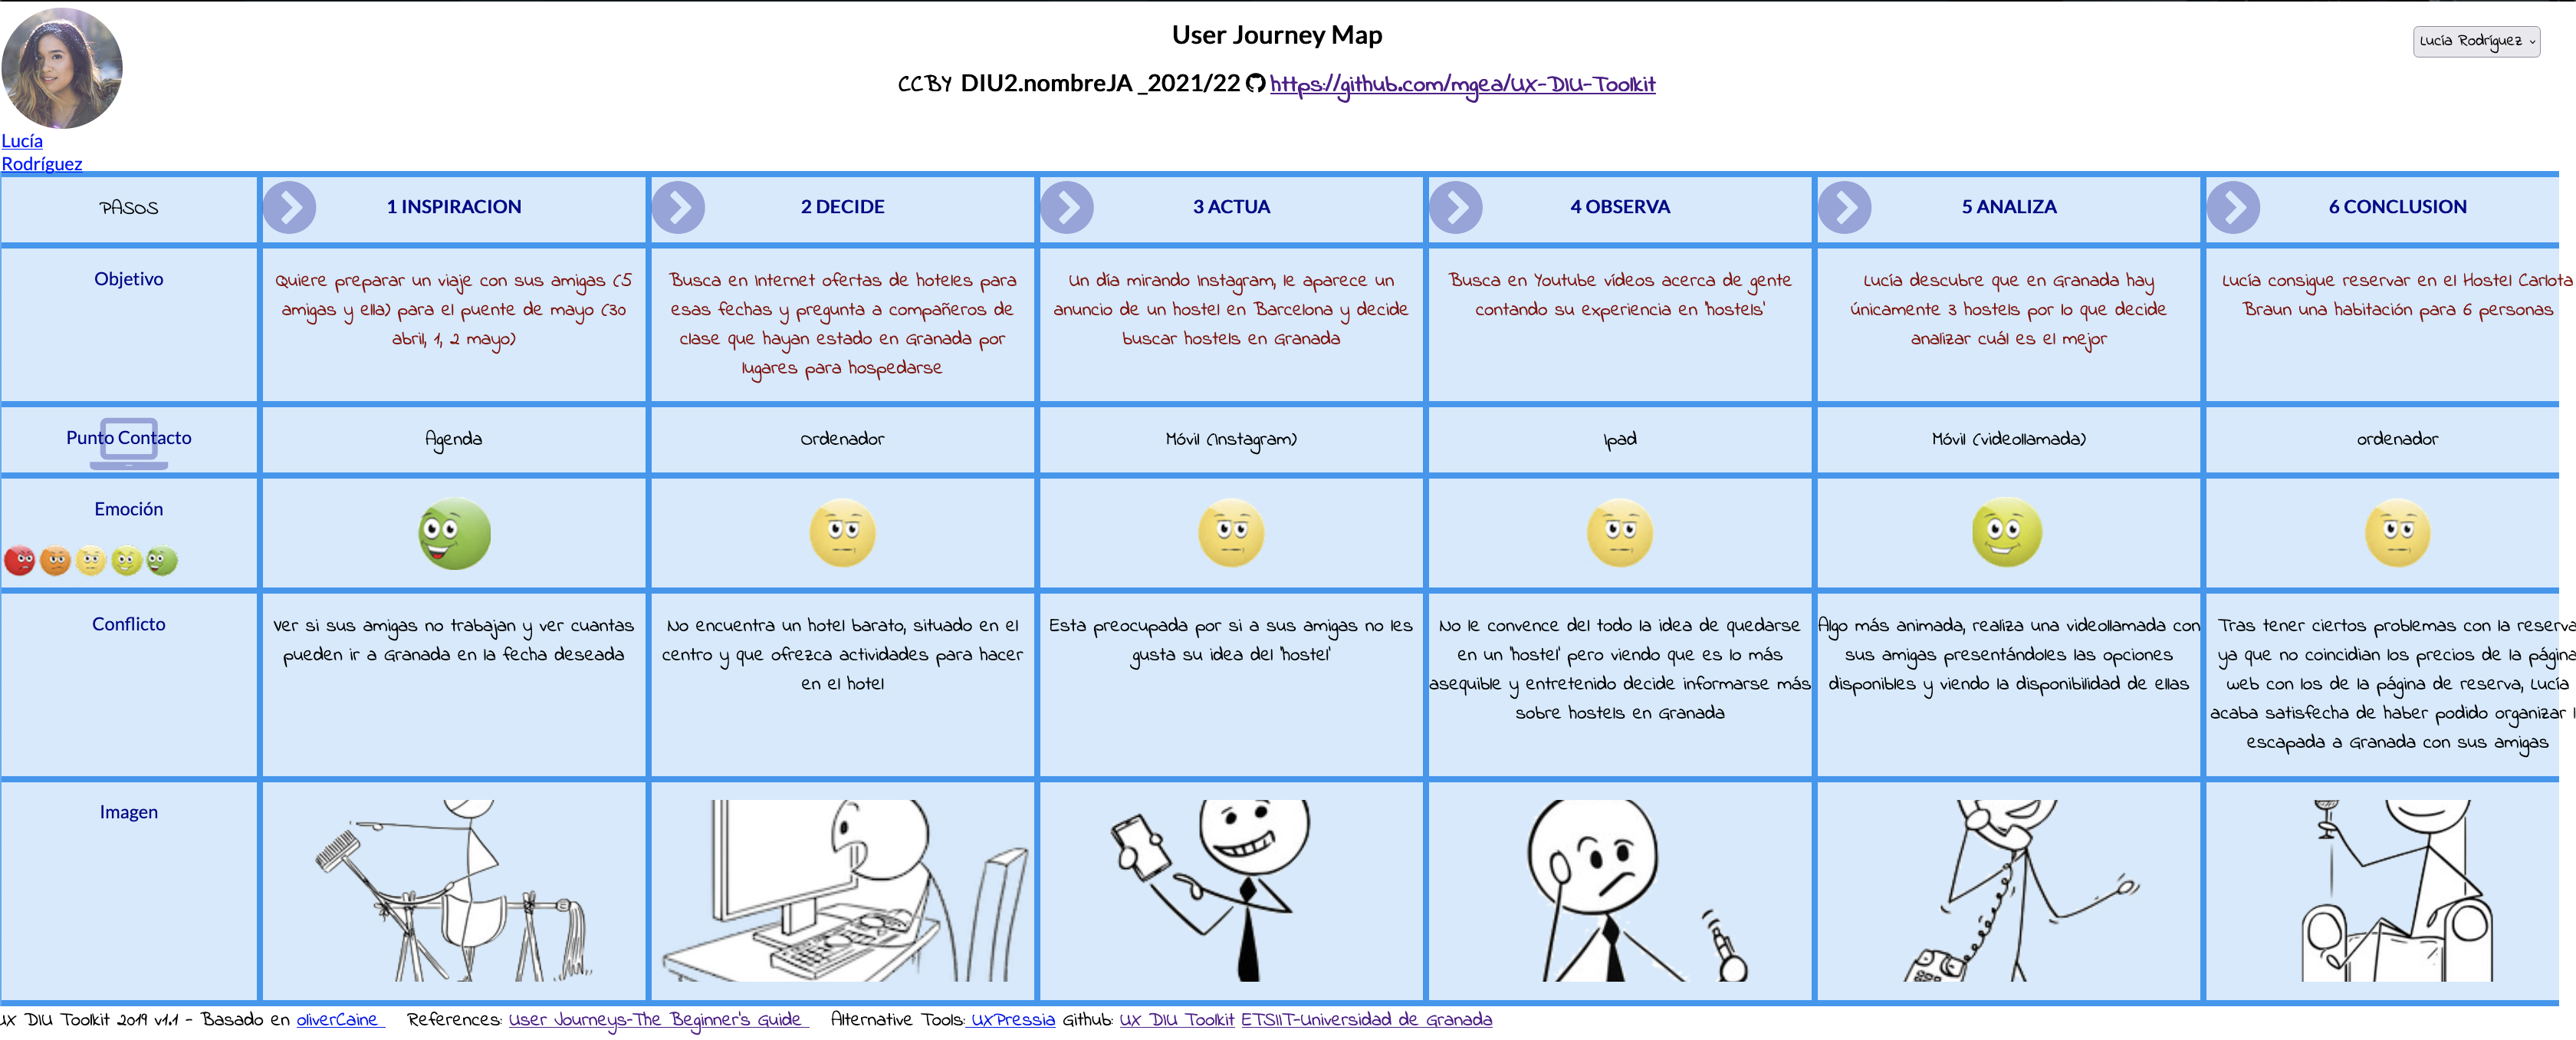 User Journey Map
Lucía Rodríguez
CCBY DIU2.nombreJA _2021/22 https://github.com/mgea/UX-DIU-Toolkit
Lucía
Rodríguez
PASOS
1 INSPIRACION
2 DECIDE
3 ACTUA
4 OBSERVA
5 ANALIZA
6 CONCLUSION
Objetivo
Quiere preparar un viaje con sus amigas (5
amigas y ella) para el puente de mayo (30
abril, 1, 2 mayo)
Busca en Internet ofertas de hoteles para
esas fechas y pregunta a compañeros de
clase que hayan estado en Granada por
lugares para hospedarse
Un día mirando Instagram, le aparece un
anuncio de un hostel en Barcelona y decide
buscar hostels en Granada
Busca en Youtube vídeos acerca de gente
contando su experiencia en 'hostels'
Lucía descubre que en Granada hay
únicamente 3 hostels por lo que decide
analizar cuál es el mejor
Lucía consigue reservar en el Hostel Carlota
Braun una habitación para 6 personas
Punto Contacto
Agenda
Ordenador
Móvil (Instagram)
Ipad
Móvil (videollamada)
ordenador
Emoción
Conflicto
Ver si sus amigas no trabajan y ver cuantas
pueden ir a Granada en la fecha deseada
No encuentra un hotel barato, situado en el
centro y que ofrezca actividades para hacer
en el hotel
Esta preocupada por si a sus amigas no les
gusta su idea del 'hostel'
No le convence del todo la idea de quedarse
en un 'hostel' pero viendo que es lo más
asequible y entretenido decide informarse más
sobre hostels en Granada
Algo más animada, realiza una videollamada con
sus amigas presentándoles las opciones
disponibles y viendo la disponibilidad de ellas
Tras tener ciertos problemas con la reserva
ya que no coincidian los precios de la página
web con los de la página de reserva, Lucía
acaba satisfecha de haber podido organizar l
escapada a Granada con sus amigas
Imagen
UX DIU Toolkit 2019 v1.1 - Basado en oliverCaine References: User Journeys-The Beginner's Guide Alternative Tools: UXPressia Github: UX DIU Toolkit ETSIIT-Universidad de Granada